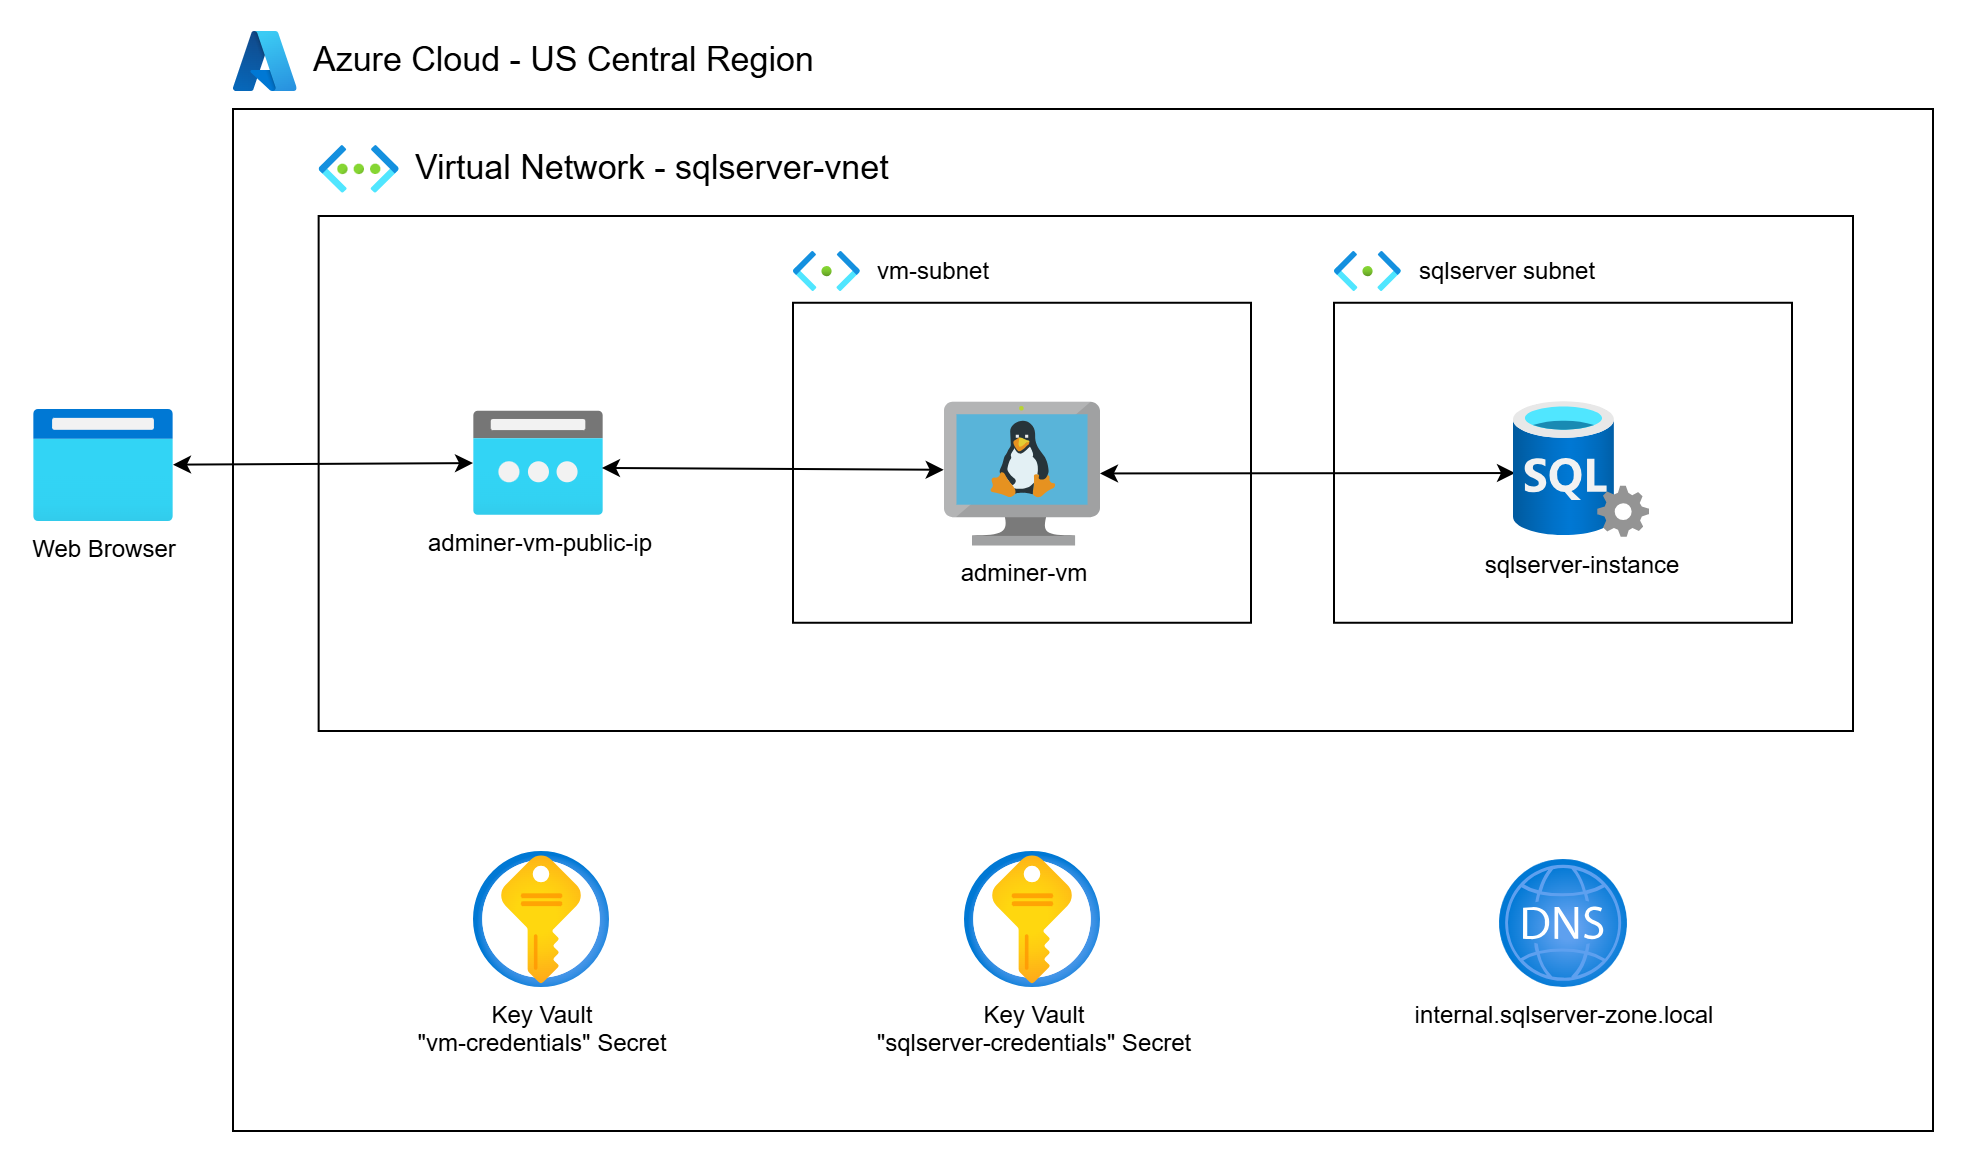 Azure Cloud - US Central Region
Virtual Network - sqlserver-vnet
vm-subnet
sqlserver subnet
SQL
Web Browser
adminer-vm-public-ip
adminer-vm
sqlserver-instance
DNS
Key Vault
"vm-credentials" Secret
Key Vault
"sqlserver-credentials" Secret
internal.sqlserver-zone.local